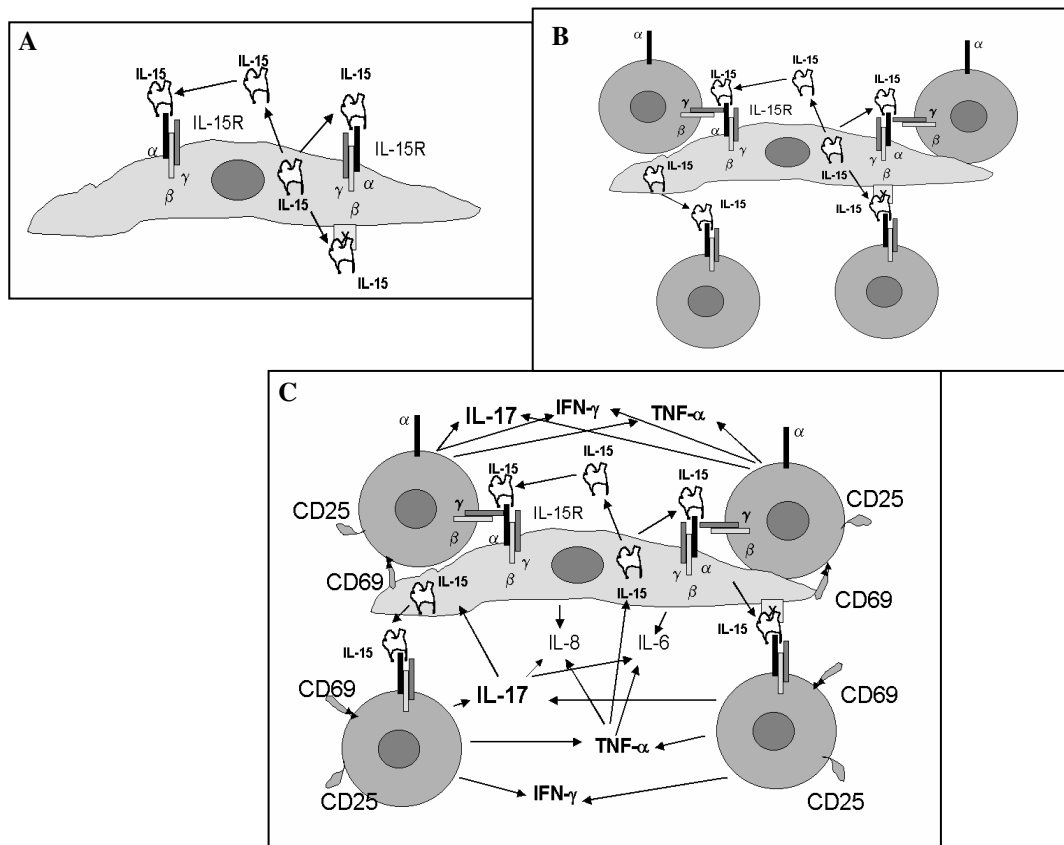 A
IL-15
IL-15
IL-15
IL-15R
IL-15R
α
γ
β
IL-15
γ
α
β
Y
IL-15
B
α
α
IL-15
IL-15
IL-15
γ
β
IL-15R
α
γ
β
γ
α
β
γ
β
IL-15
IL-15
Y
IL-15
IL-15
C
α
IL-17
IFN-γ
TNF-α
α
IL-15
IL-15
IL-15
CD25
γ
β
IL-15R
α
γ
β
γ
α
β
γ
β
CD25
CD69
IL-15
IL-15
CD69
Y
IL-15
IL-15
IL-8
IL-6
CD69
IL-17
CD69
TNF-α
CD25
IFN-γ
CD25